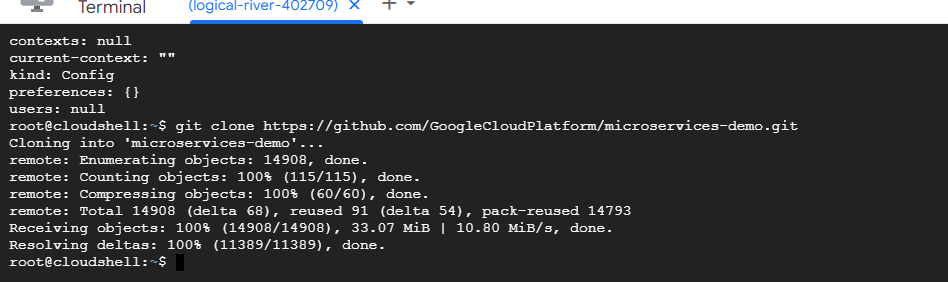 Terminal
(logical-river-402709) × + ▾
contexts: null
current-context: ""
kind: Config
preferences: {}
users: null
root@cloudshell:~$ git clone https://github.com/GoogleCloudPlatform/microservices-demo.git
Cloning into 'microservices-demo'...
remote: Enumerating objects: 14908, done.
remote: Counting objects: 100% (115/115), done.
remote: Compressing objects: 100% (60/60), done.
remote: Total 14908 (delta 68), reused 91 (delta 54), pack-reused 14793
Receiving objects: 100% (14908/14908), 33.07 MiB | 10.80 MiB/s, done.
Resolving deltas: 100% (11389/11389), done.
root@cloudshell:~$